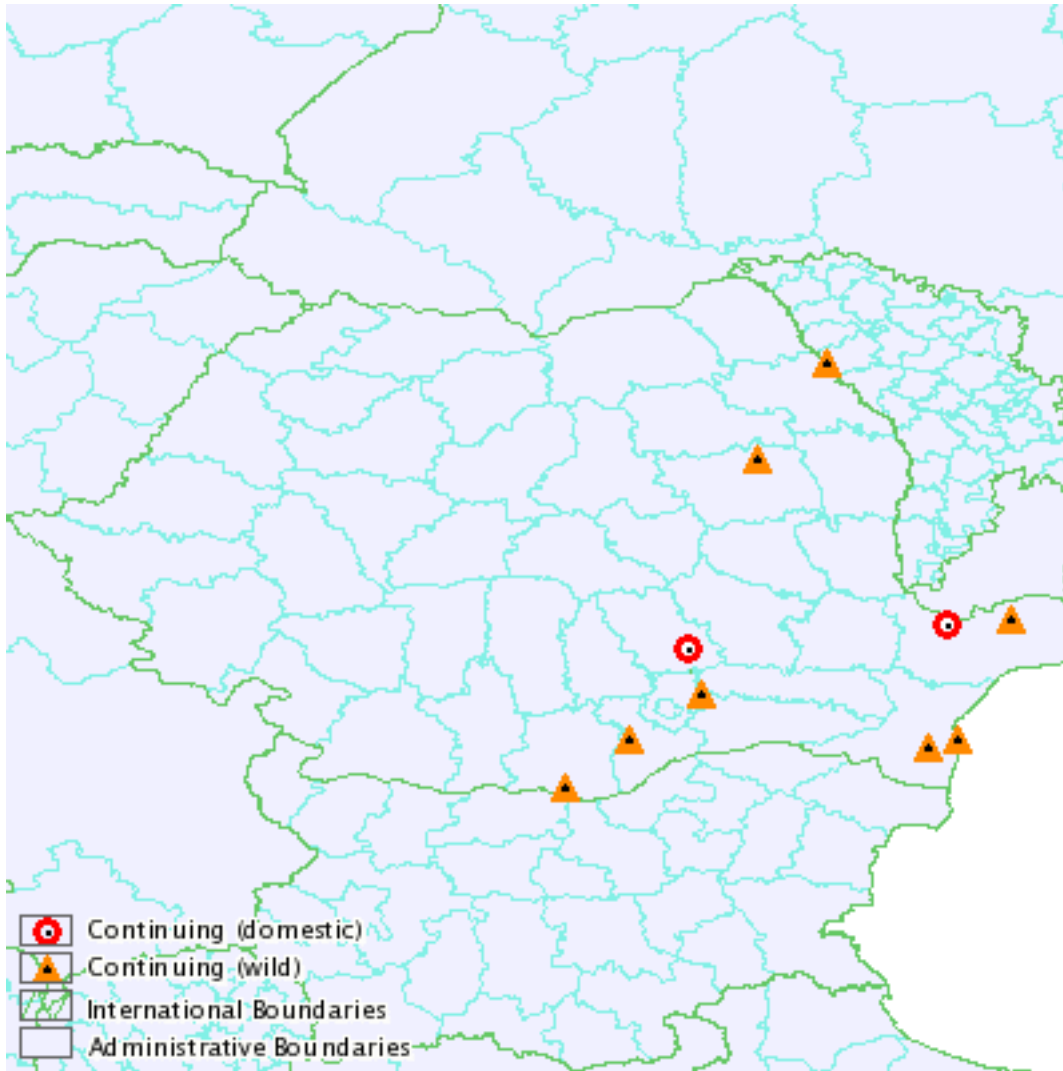 Continuing (domestic)
Continuing (wild)
International Boundaries
Administrative Boundaries